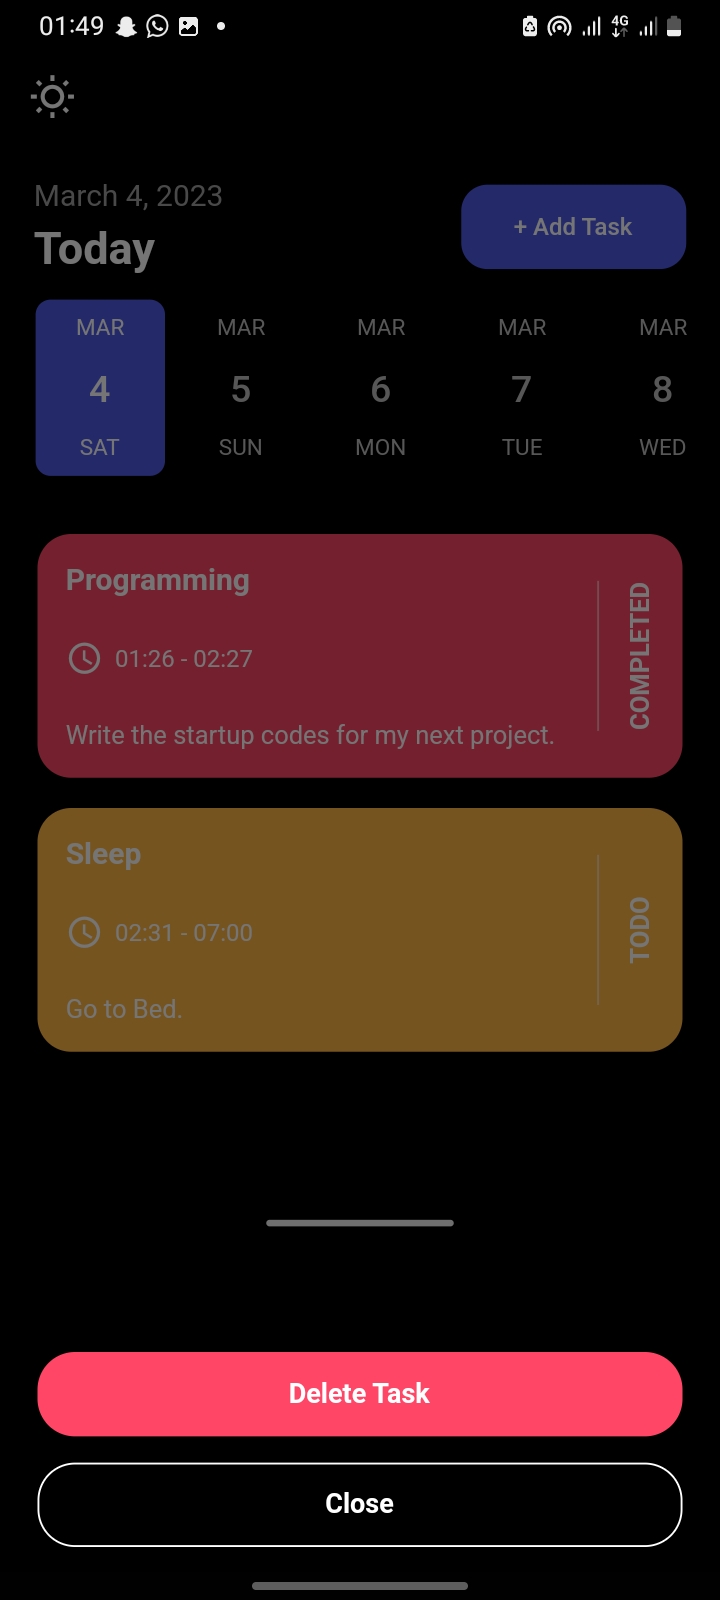 01:49
4G
March 4, 2023
Today
+ Add Task
MAR MAR MAR MAR MAR
4 5 6 7 8
SAT SUN MON TUE WED
Programming
01:26 - 02:27
Write the startup codes for my next project.
COMPLETED
Sleep
02:31 - 07:00
Go to Bed.
TODO
Delete Task
Close